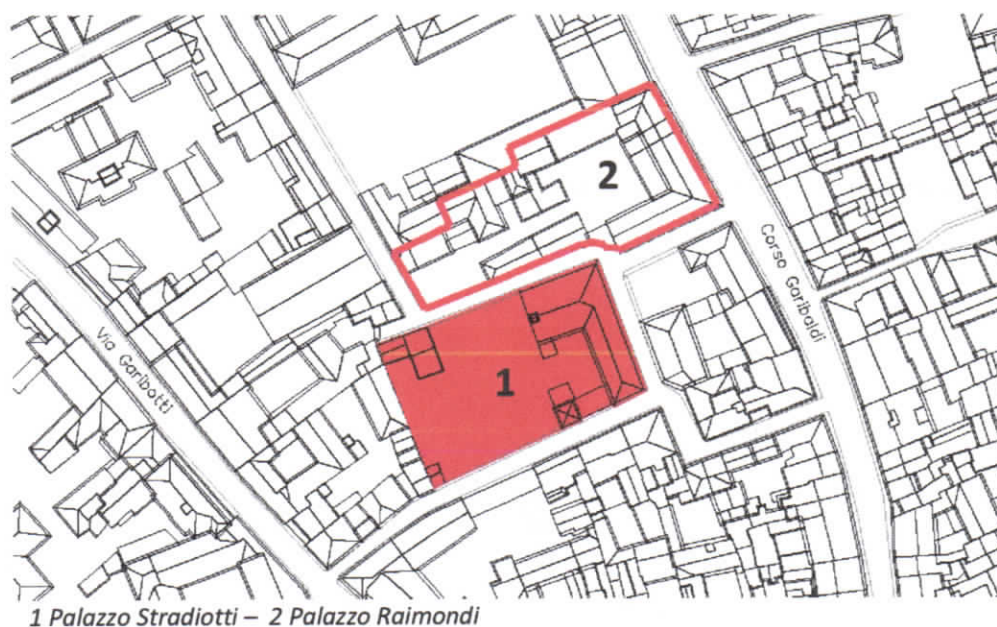 2
Corso Garibaldi
Via Garibotti
1
1 Palazzo Stradiotti – 2 Palazzo Raimondi